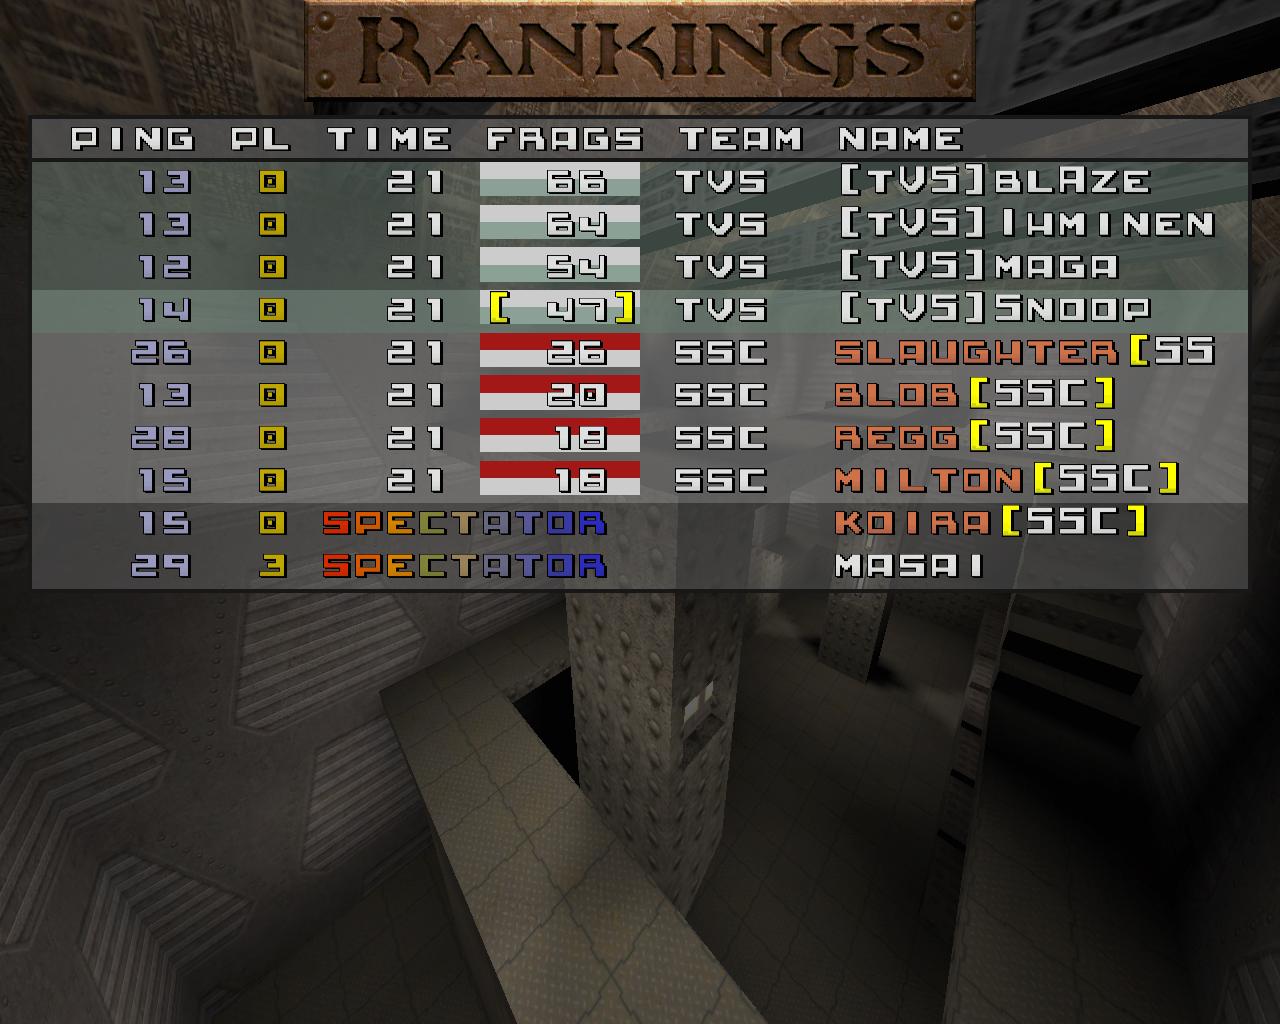 RANKINGS
PING PL TIME FRAGS TEAM NAME
13 0 21 66 TVS [TVS]BLAZE
13 0 21 64 TVS [TVS]IHMINEN
12 0 21 54 TVS [TVS]MAGA
14 0 21 [ 47] TVS [TVS]SNOOP
26 0 21 26 SSC SLAUGHTER[SS
13 0 21 20 SSC BLOB[SSC]
28 0 21 18 SSC REGG[SSC]
15 0 21 18 SSC MILTON[SSC]
15 0 SPECTATOR KOIRA[SSC]
29 3 SPECTATOR MASAI